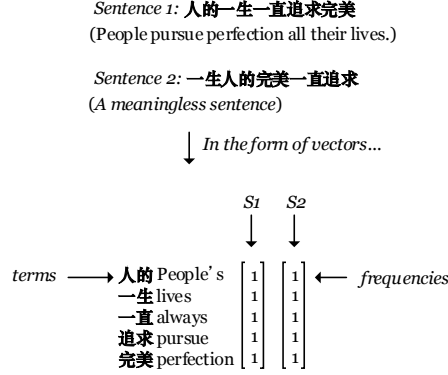 Sentence 1: 人的一生一直追求完美
(People pursue perfection all their lives.)
Sentence 2: 一生人的完美一直追求
(A meaningless sentence)
In the form of vectors...
S1 S2
terms 人的 People's 1 1 frequencies
一生 lives 1 1
一直 always 1 1
追求 pursue 1 1
完美 perfection 1 1